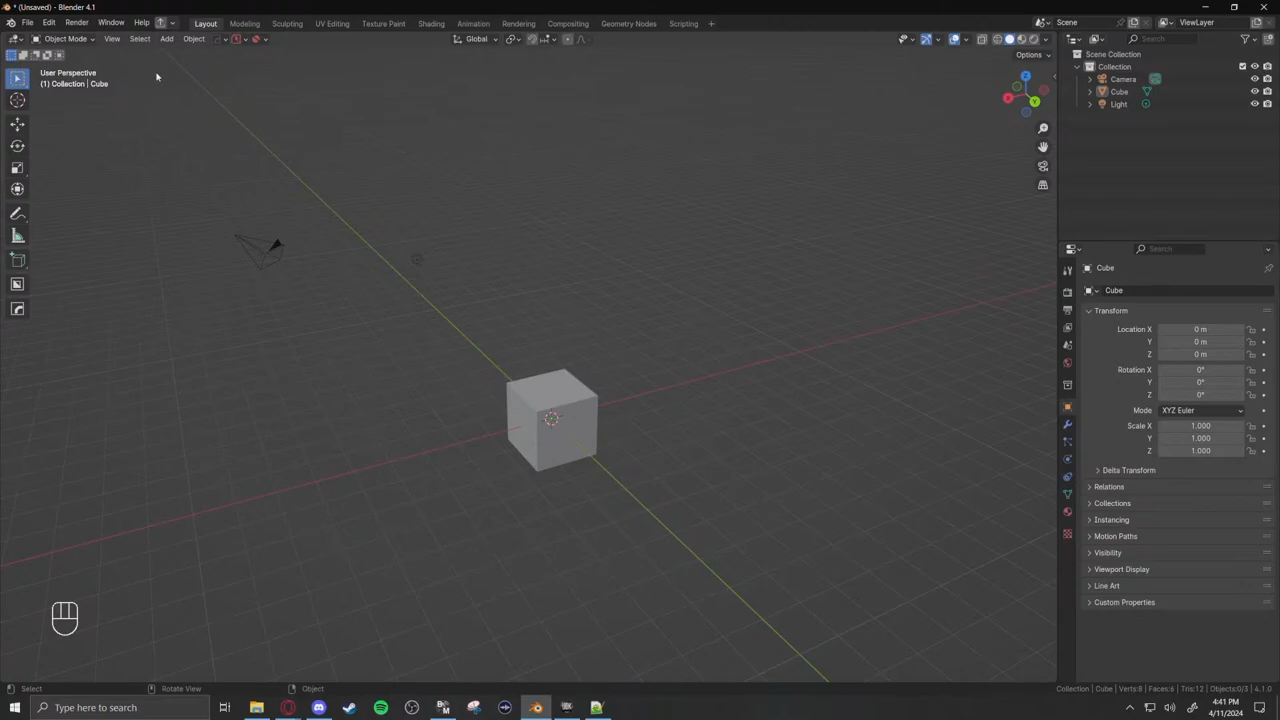 * (Unsaved) - Blender 4.1
File Edit Render Window Help Layout Modeling Sculpting UV Editing Texture Paint Shading Animation Rendering Compositing Geometry Nodes Scripting Scene ViewLayer
Object Mode View Select Add Object Global Search
Options
User Perspective
(1) Collection | Cube
Scene Collection
Collection
Camera
Cube
Light
X
Y
Z
Search
Cube
Cube
Transform
Location X 0 m
Y 0 m
Z 0 m
Rotation X 0°
Y 0°
Z 0°
Mode XYZ Euler
Scale X 1.000
Y 1.000
Z 1.000
Delta Transform
Relations
Collections
Instancing
Motion Paths
Visibility
Viewport Display
Line Art
Custom Properties
Select Rotate View Object Collection | Cube | Verts:8 | Faces:6 | Tris:12 | Objects:0/3 | 4.1.0
Type here to search
4:41 PM
4/11/2024